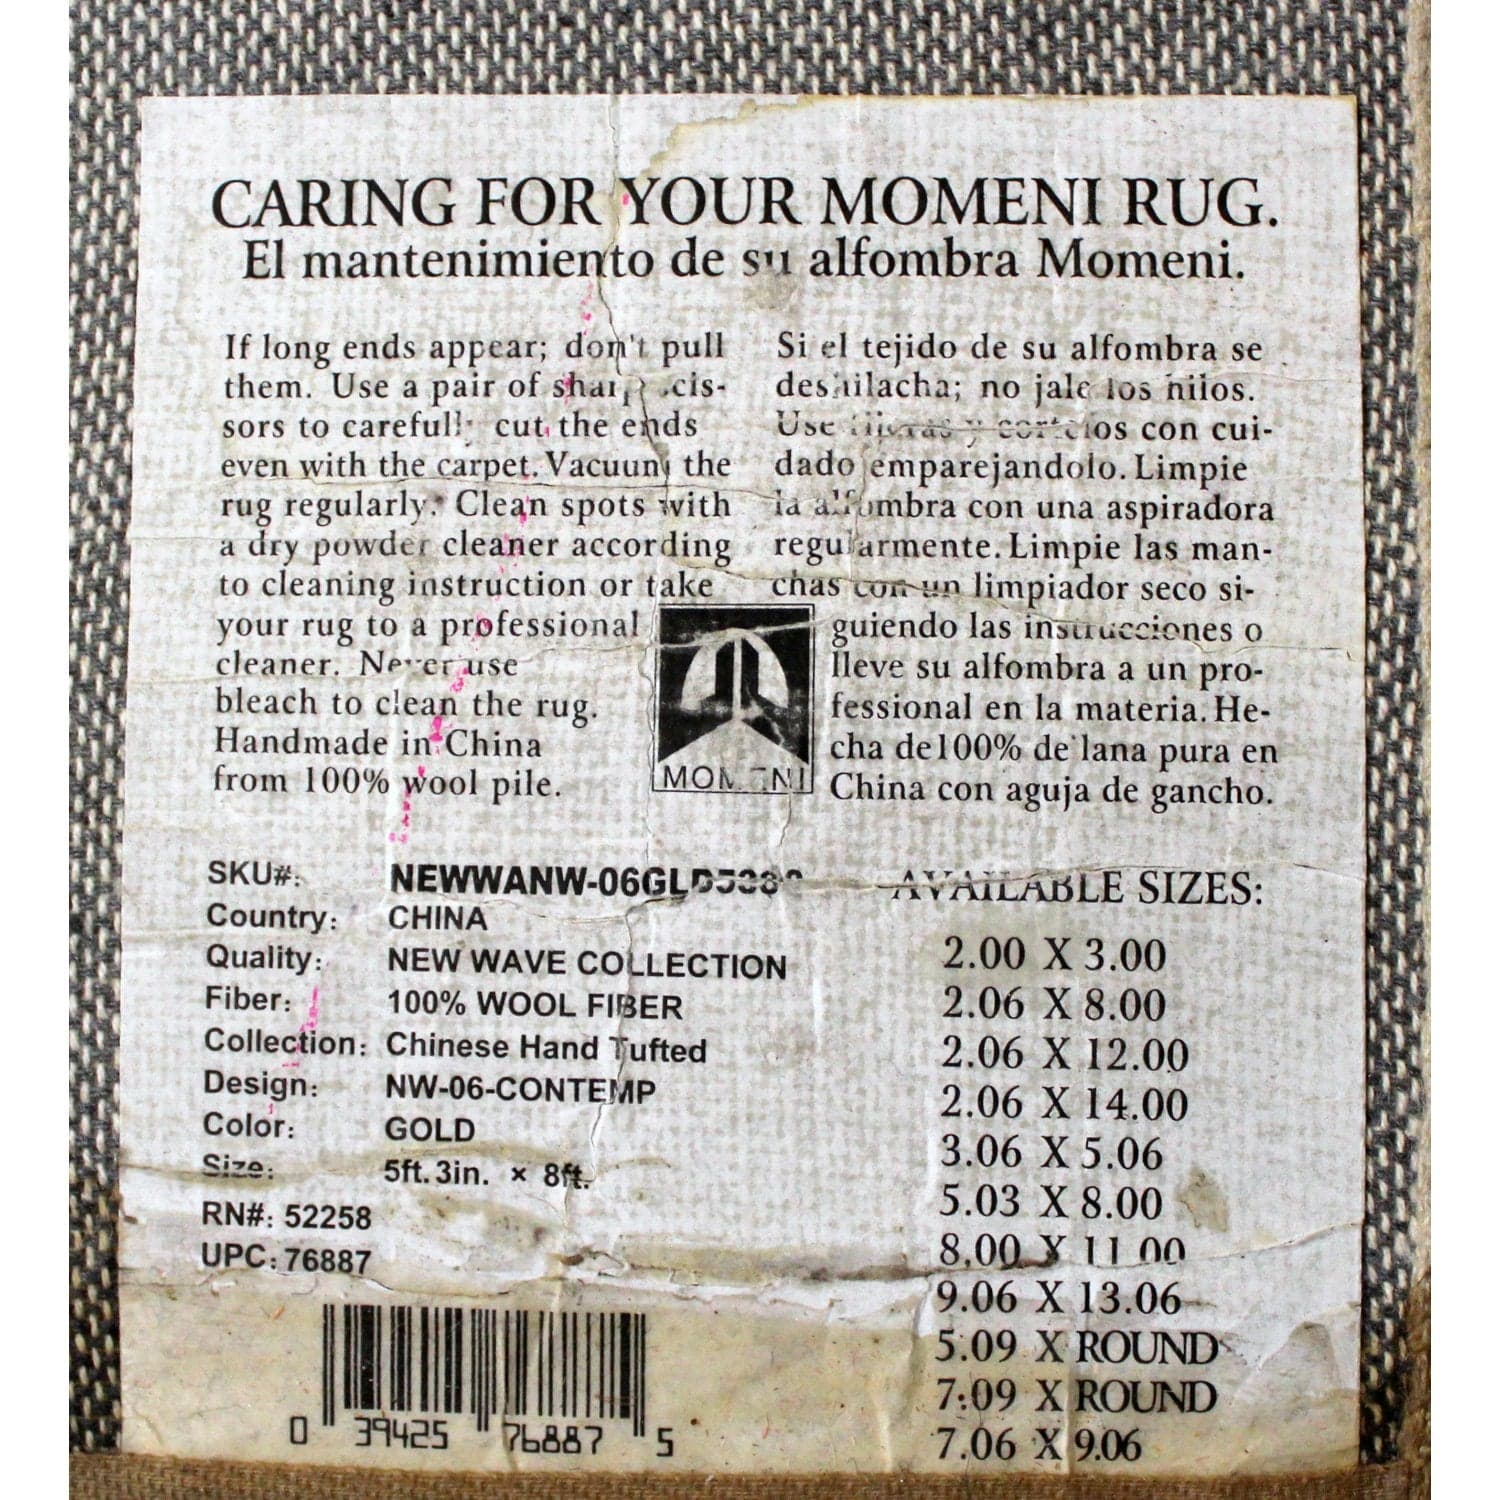 CARING FOR YOUR MOMENI RUG.
El mantenimiento de su alfombra Momeni.
If long ends appear; don't pull
them. Use a pair of sharp scis-
sors to carefully cut the ends
even with the carpet. Vacuum the
rug regularly. Clean spots with
a dry powder cleaner according
to cleaning instruction or take
your rug to a professional
cleaner. Never use
bleach to clean the rug.
Handmade in China
from 100% wool pile.
Si el tejido de su alfombra se
deshilacha; no jale los hilos.
Use tijeras y cortelos con cui-
dado emparejandolo. Limpie
la alfombra con una aspiradora
regularmente. Limpie las man-
chas con un limpiador seco si-
guiendo las instrucciones o
lleve su alfombra a un pro-
fessional en la materia. He-
cha de100% de lana pura en
China con aguja de gancho.
MOMENI
SKU#:
Country: CHINA
Quality: NEW WAVE COLLECTION
Fiber: 100% WOOL FIBER
Collection: Chinese Hand Tufted
Design: NW-06-CONTEMP
Color: GOLD
Size: 5ft. 3in. × 8ft.
RN#: 52258
UPC: 76887
0 39425 76887 5
AVAILABLE SIZES:
2.00 X 3.00
2.06 X 8.00
2.06 X 12.00
2.06 X 14.00
3.06 X 5.06
5.03 X 8.00
8.00 X 11.00
9.06 X 13.06
5.09 X ROUND
7.09 X ROUND
7.06 X 9.06